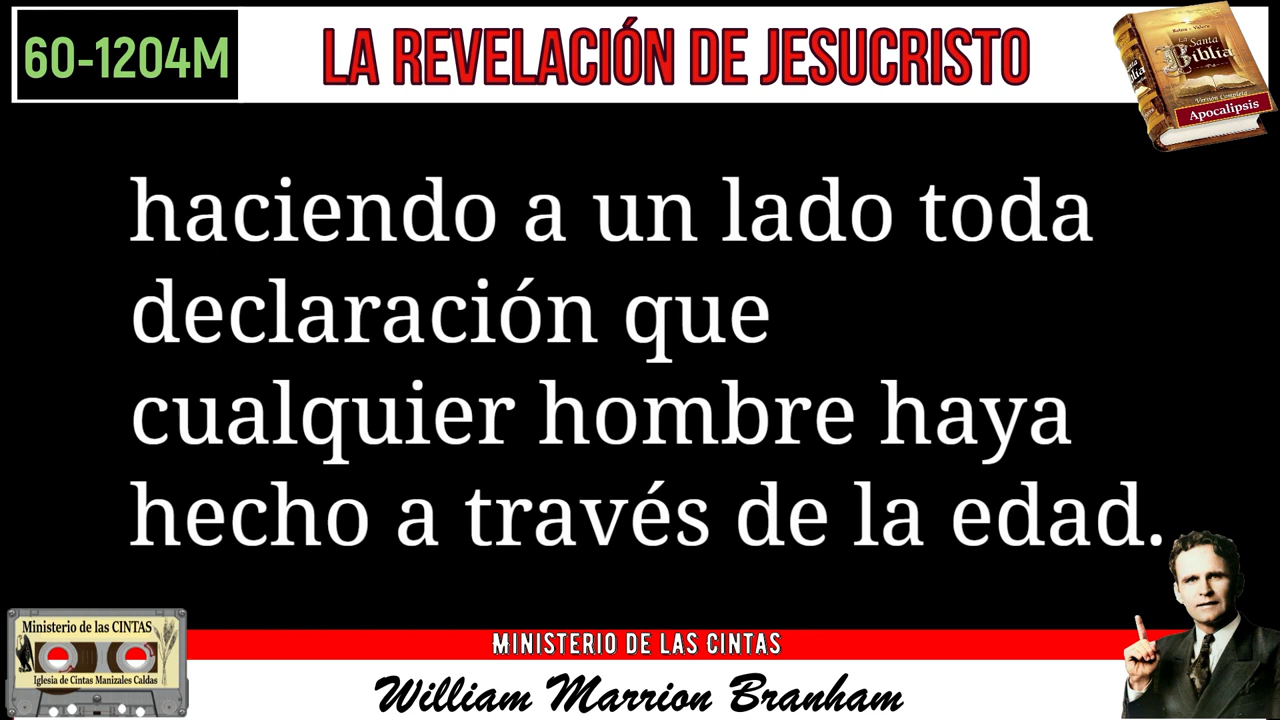 60-1204M
LA REVELACIÓN DE JESUCRISTO
La Santa
Biblia
Apocalipsis
haciendo a un lado toda
declaración que
cualquier hombre haya
hecho a través de la edad.
Ministerio de las CINTAS
Iglesia de Cintas Manizales Caldas
MINISTERIO DE LAS CINTAS
William Marrion Branham